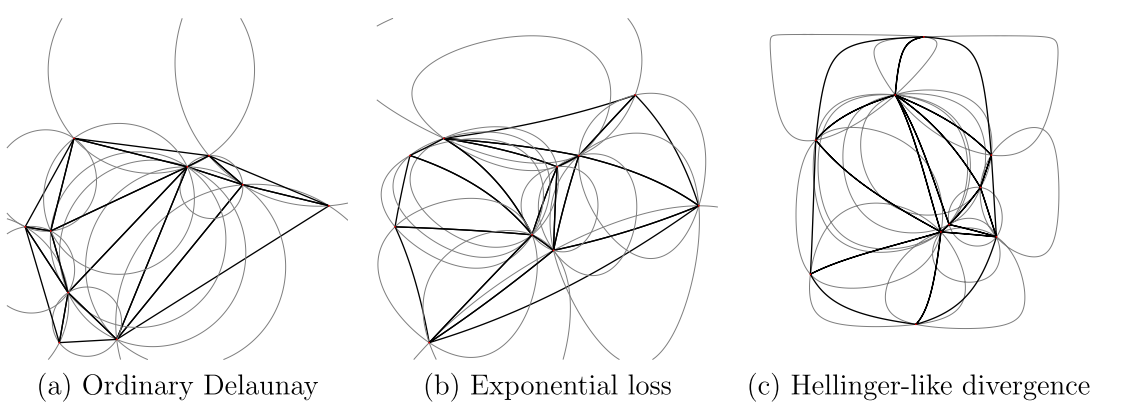 (a) Ordinary Delaunay (b) Exponential loss (c) Hellinger-like divergence